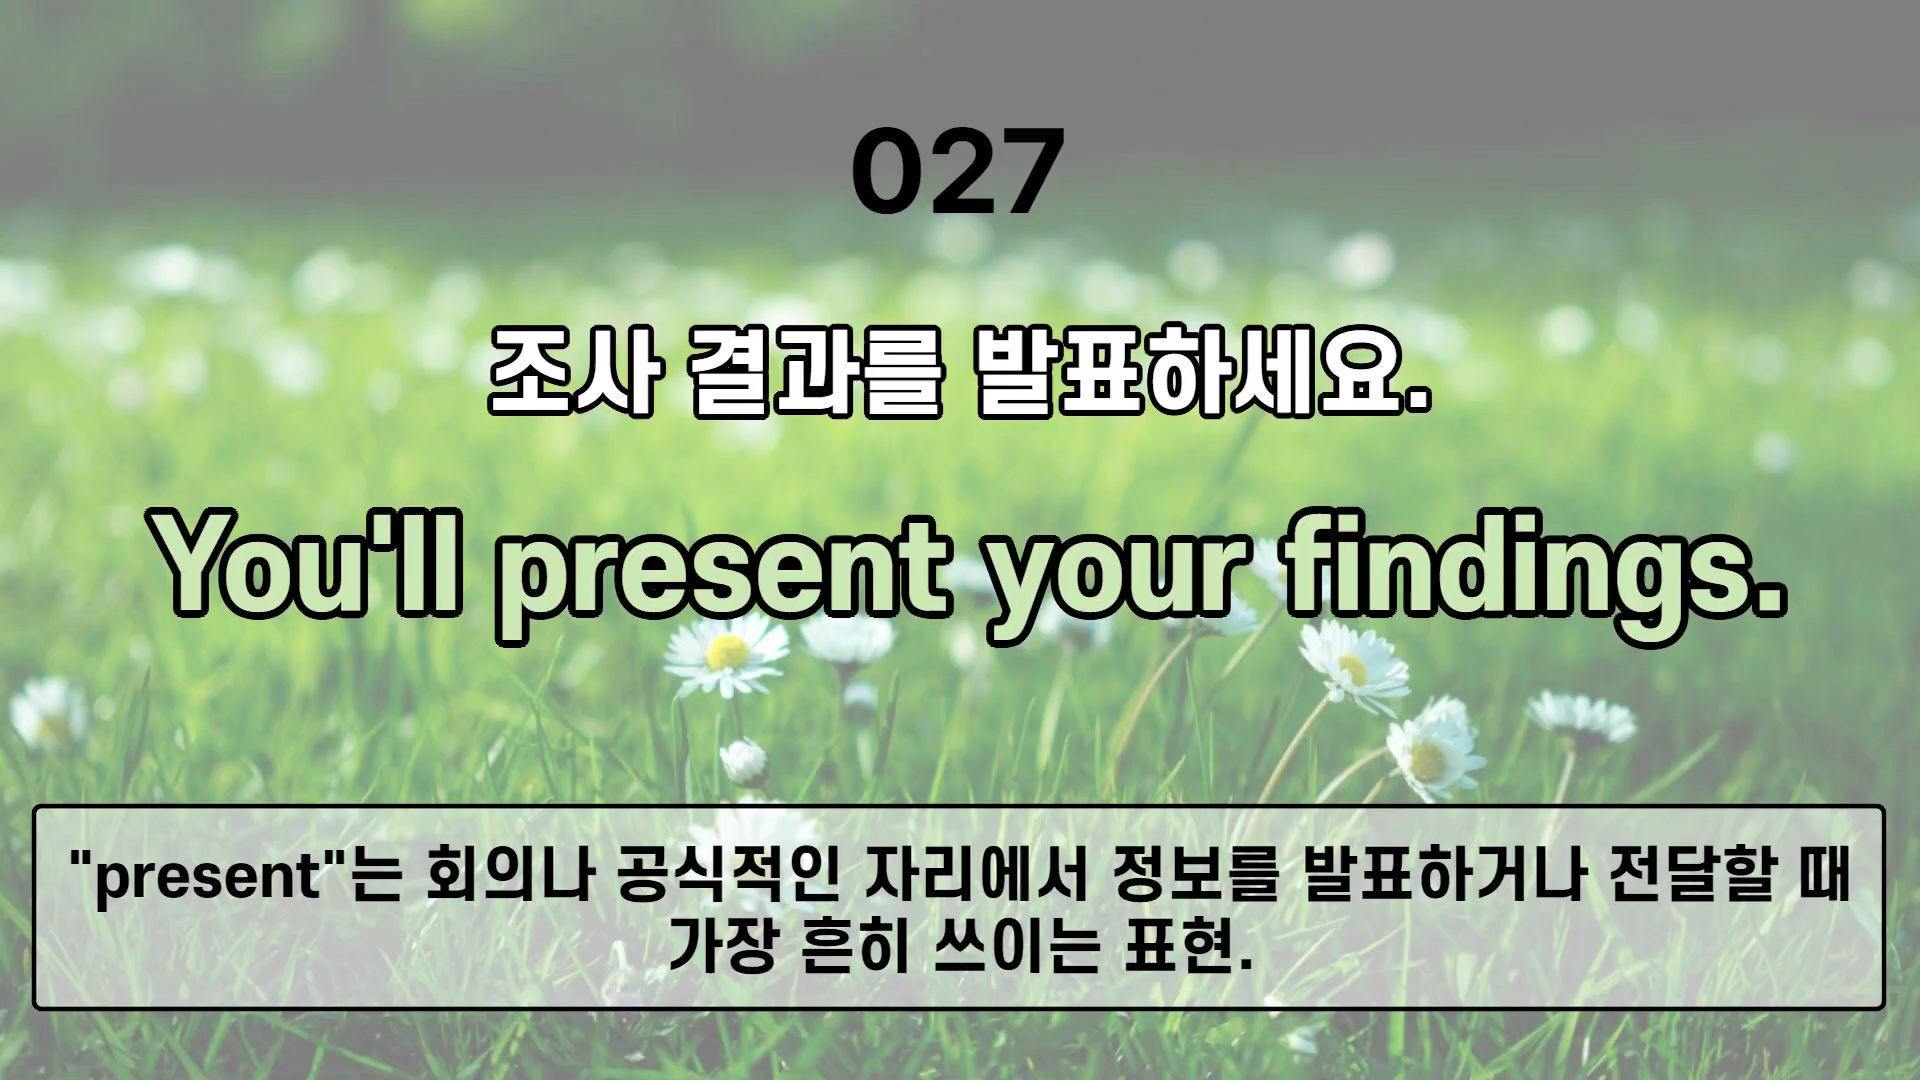 027
조사 결과를 발표하세요.
You'll present your findings.
"present"는 회의나 공식적인 자리에서 정보를 발표하거나 전달할 때
가장 흔히 쓰이는 표현.